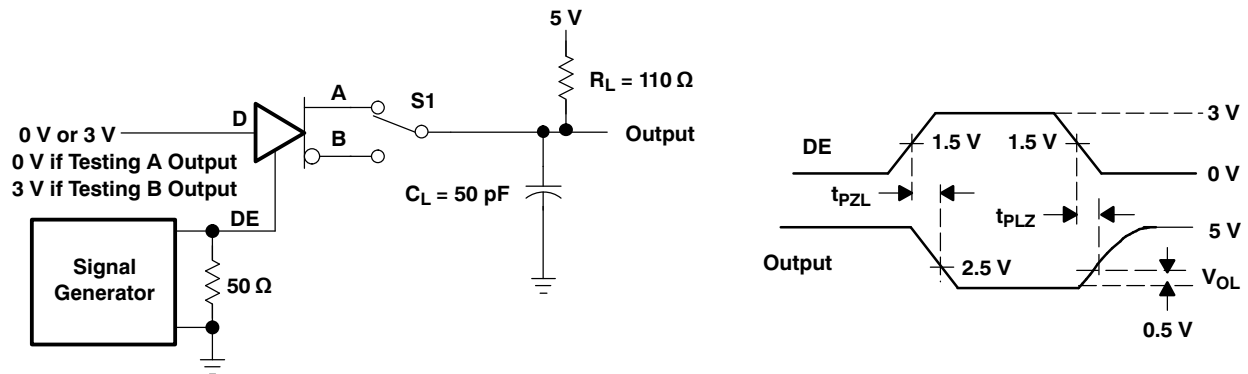 5 V
R_L = 110 Ω
A
S1
D
0 V or 3 V
Output
B
0 V if Testing A Output
3 V if Testing B Output
C_L = 50 pF
DE
Signal
Generator
50 Ω
3 V
DE
1.5 V
1.5 V
0 V
t_PZL
t_PLZ
5 V
Output
2.5 V
V_OL
0.5 V